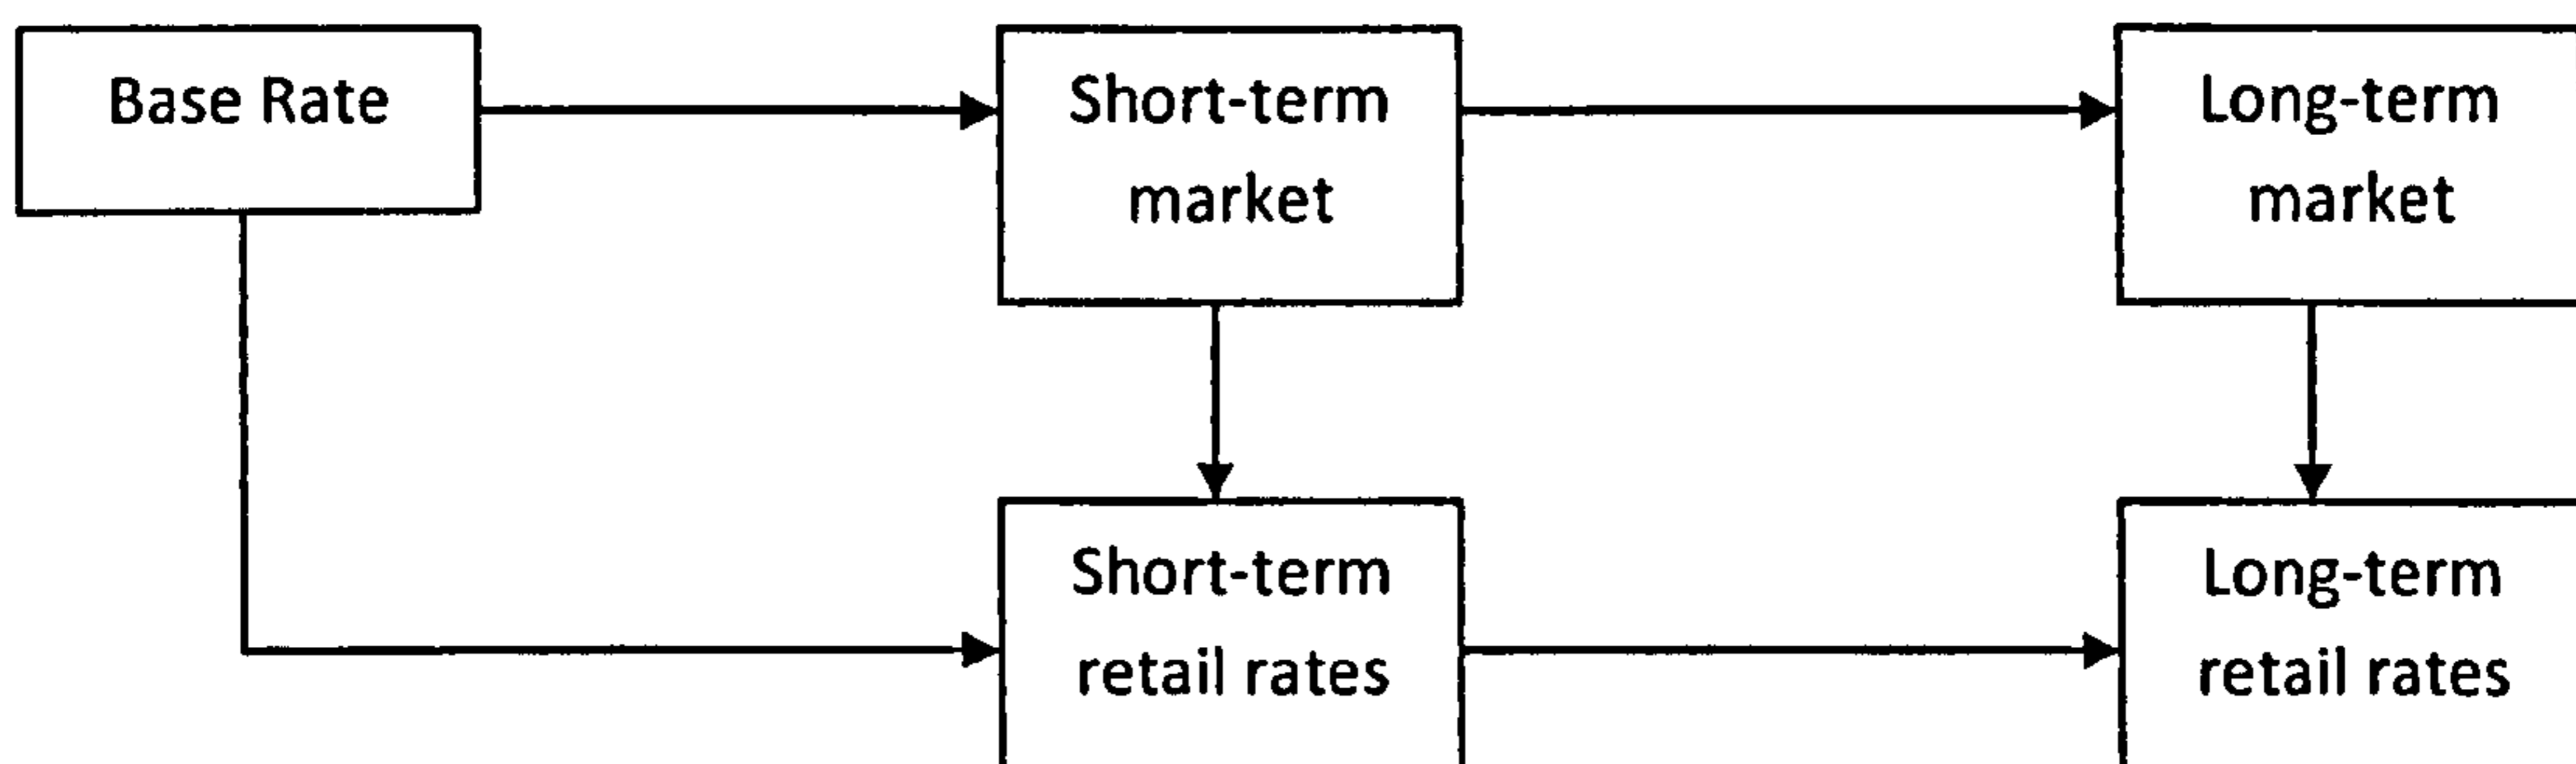 Base Rate
Short-term
market
Long-term
market
Short-term
retail rates
Long-term
retail rates